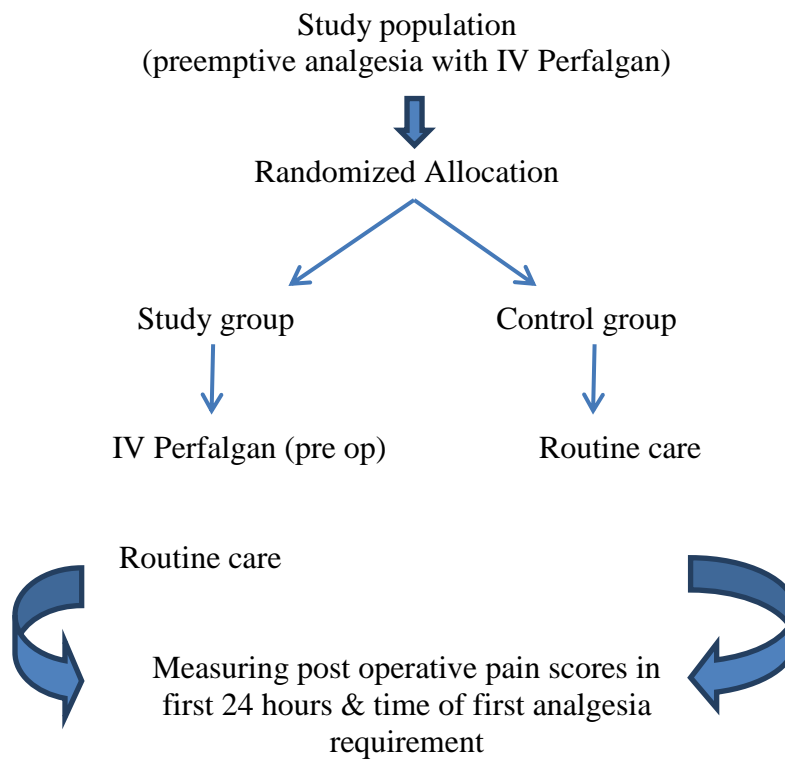 Study population
(preemptive analgesia with IV Perfalgan)
Randomized Allocation
Study group
Control group
IV Perfalgan (pre op)
Routine care
Routine care
Measuring post operative pain scores in
first 24 hours & time of first analgesia
requirement